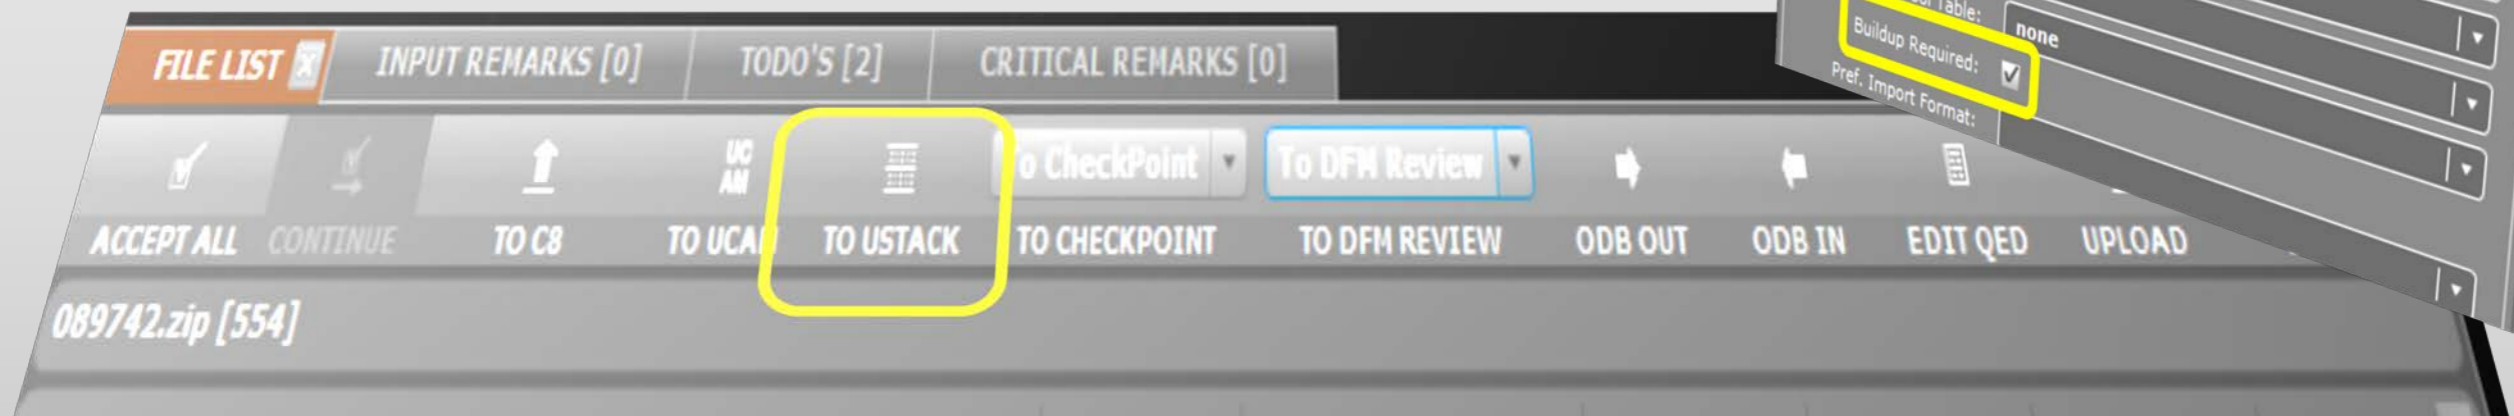 FILE LIST x INPUT REMARKS [0] TODO'S [2] CRITICAL REMARKS [0]
UC
AM
To CheckPoint To DFM Review
ACCEPT ALL CONTINUE TO C8 TO UCAM TO USTACK TO CHECKPOINT TO DFM REVIEW ODB OUT ODB IN EDIT QED UPLOAD
089742.zip [554]
Table:
none
Buildup Required:
Pref. Import Format: